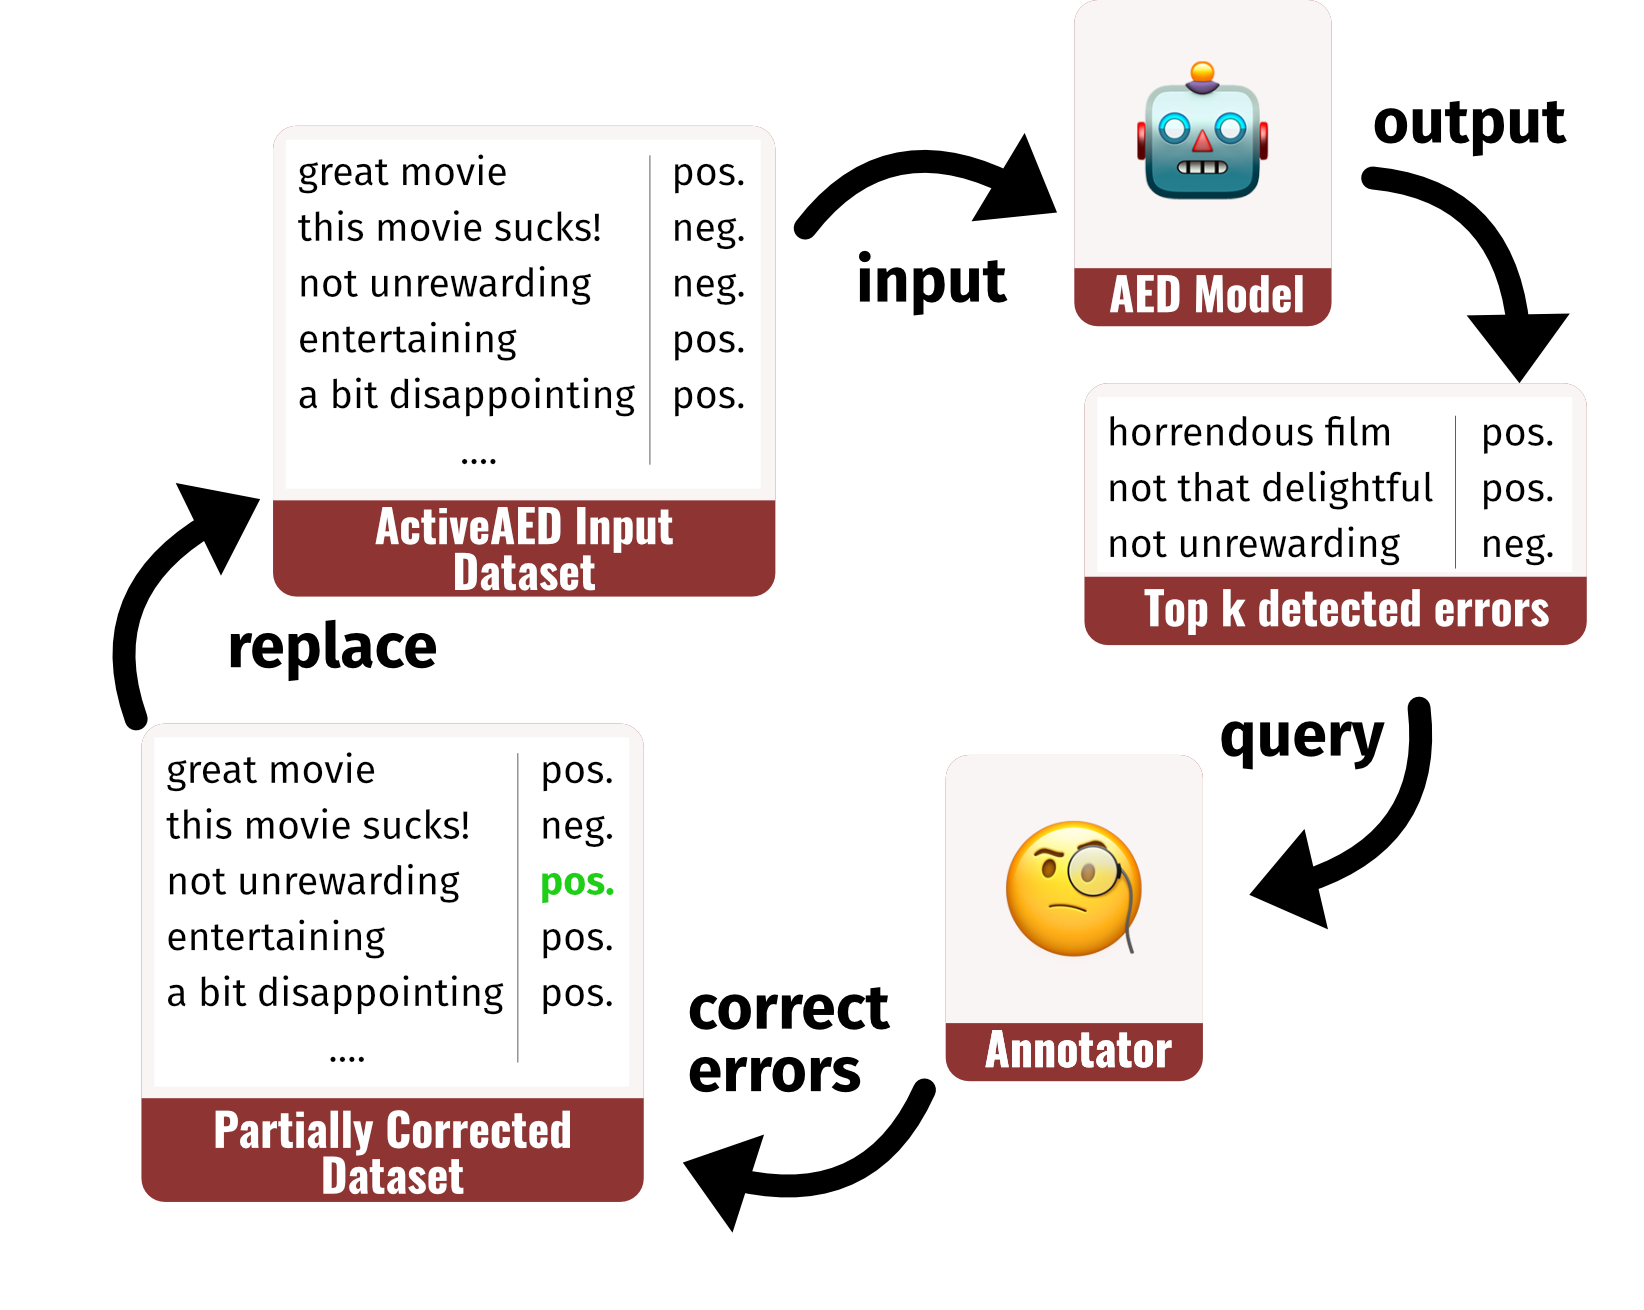 great movie pos.
this movie sucks! neg.
not unrewarding neg.
entertaining pos.
a bit disappointing pos.
....
ActiveAED Input
Dataset
input
AED Model
output
horrendous film pos.
not that delightful pos.
not unrewarding neg.
Top k detected errors
query
Annotator
correct
errors
great movie pos.
this movie sucks! neg.
not unrewarding pos.
entertaining pos.
a bit disappointing pos.
....
Partially Corrected
Dataset
replace